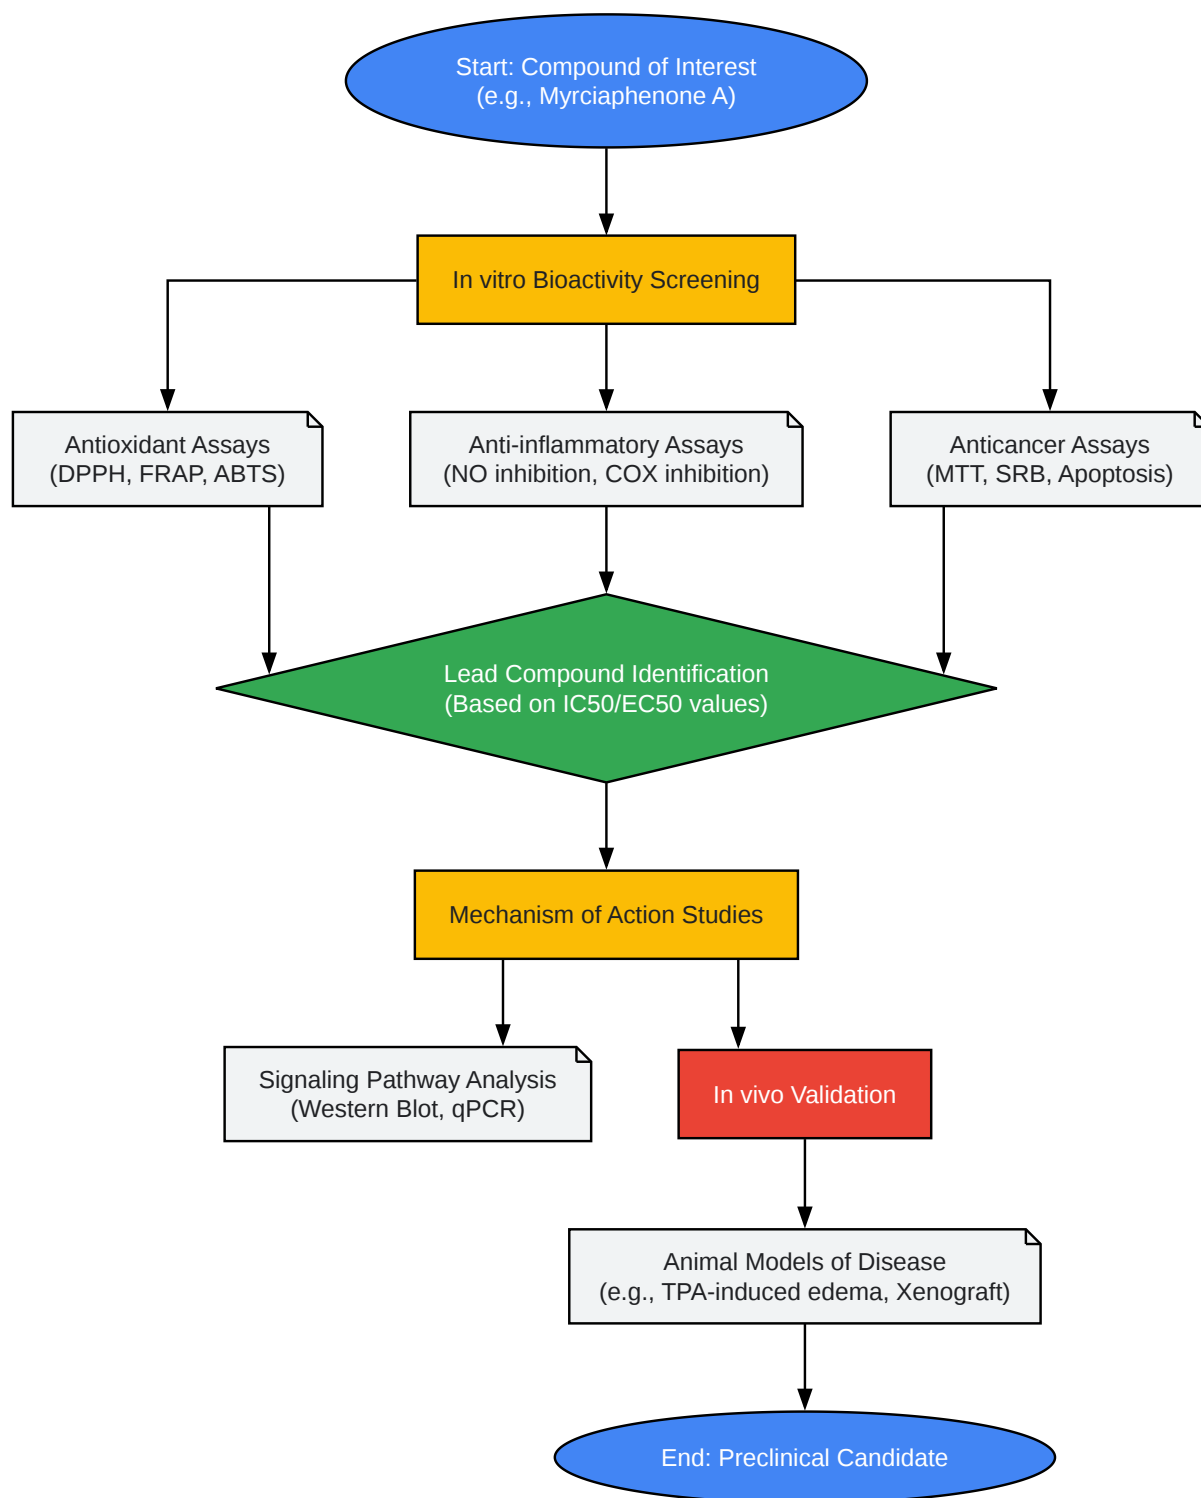 Start: Compound of Interest
(e.g., Myrciaphenone A)
In vitro Bioactivity Screening
Antioxidant Assays
(DPPH, FRAP, ABTS)
Anti-inflammatory Assays
(NO inhibition, COX inhibition)
Anticancer Assays
(MTT, SRB, Apoptosis)
Lead Compound Identification
(Based on IC50/EC50 values)
Mechanism of Action Studies
Signaling Pathway Analysis
(Western Blot, qPCR)
In vivo Validation
Animal Models of Disease
(e.g., TPA-induced edema, Xenograft)
End: Preclinical Candidate